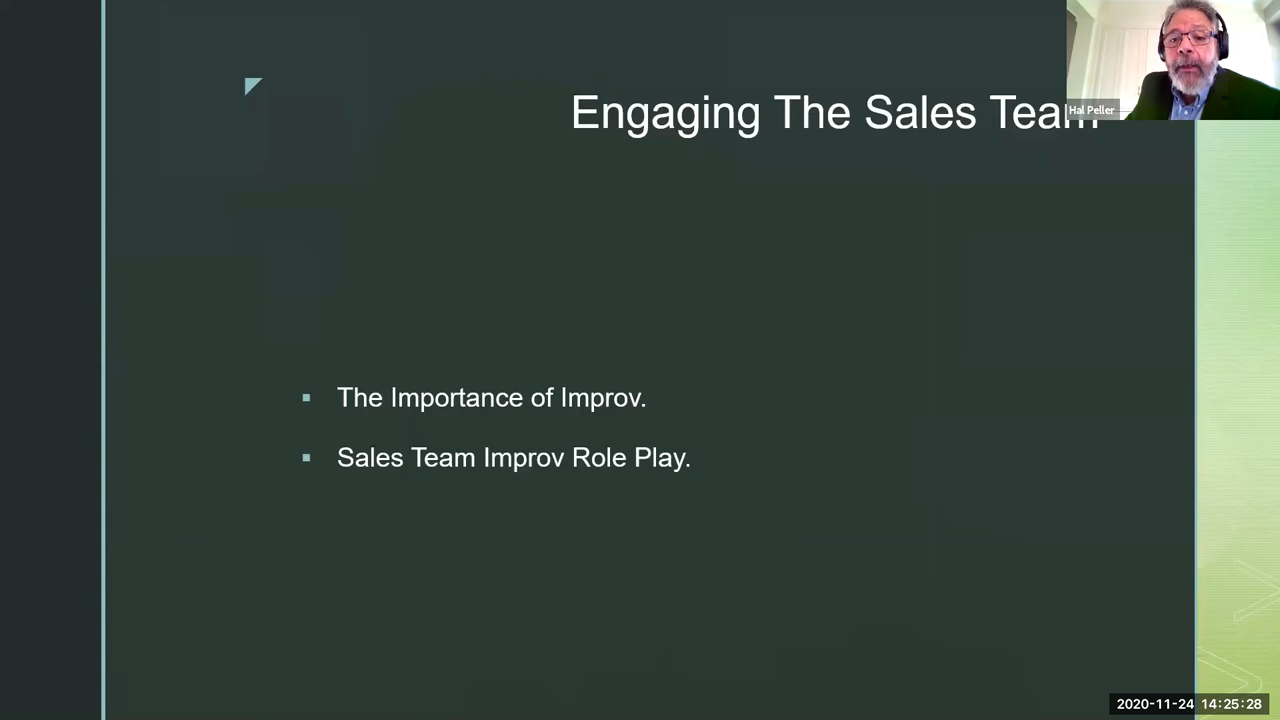 Engaging The Sales Team
Hal Peller
The Importance of Improv.
Sales Team Improv Role Play.
2020-11-24 14:25:28